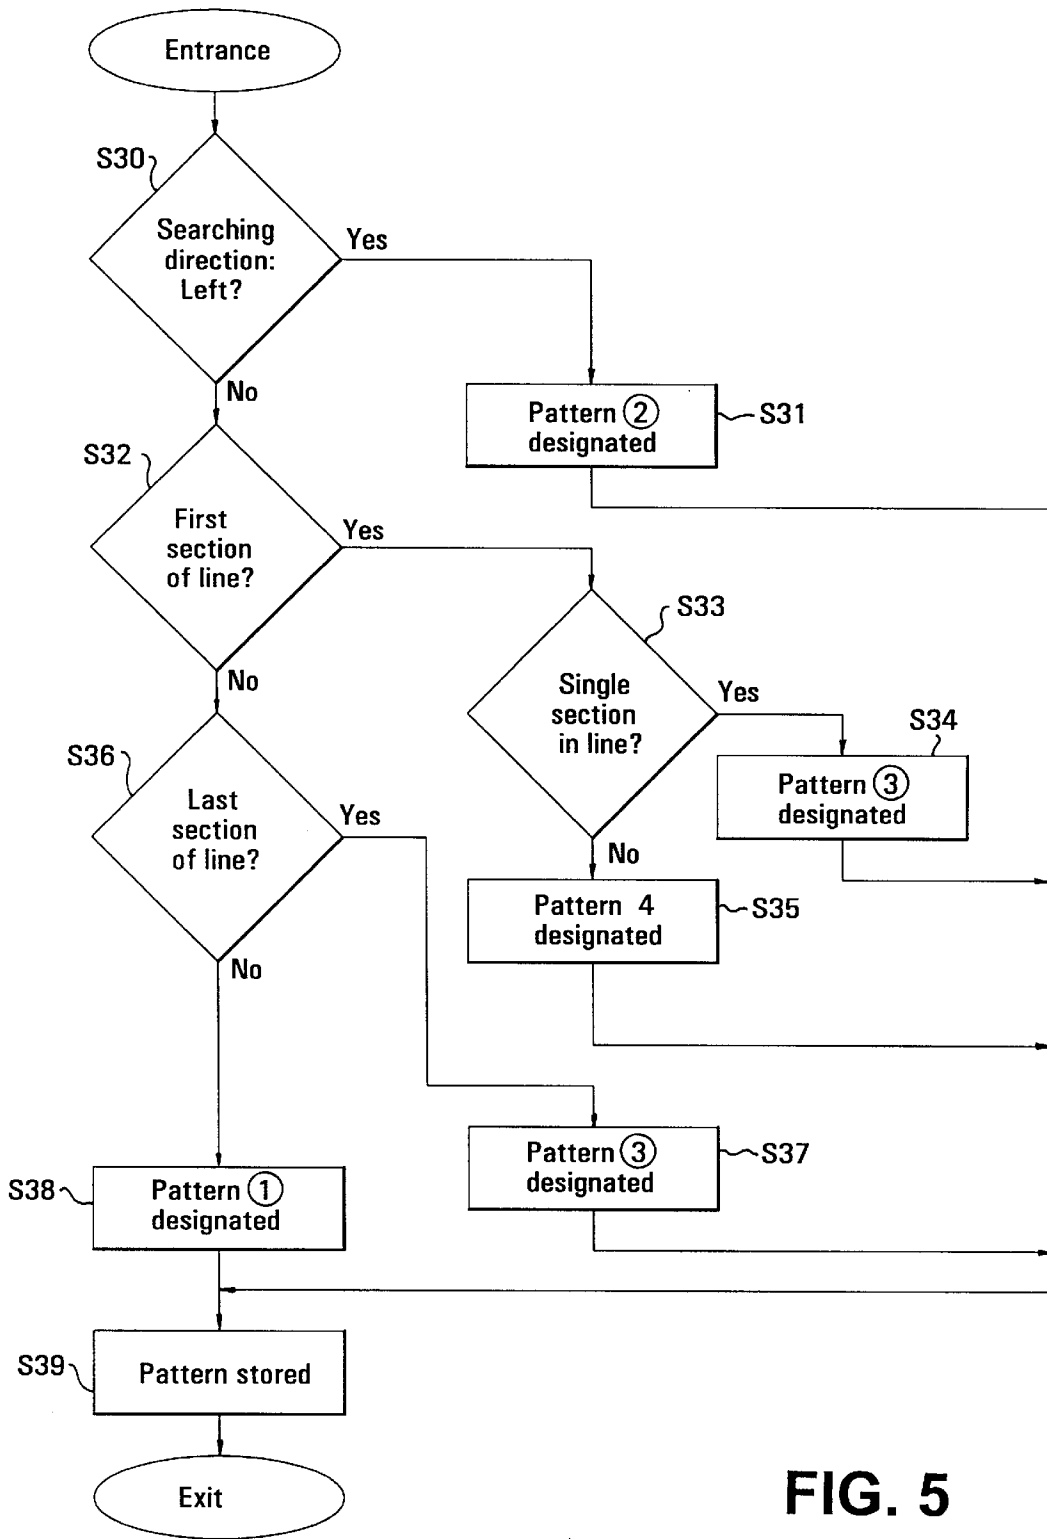 Entrance
S30
Searching
direction:
Left?
Yes
No
Pattern ②
designated
S31
S32
First
section
of line?
Yes
No
S33
Single
section
in line?
Yes
No
S34
Pattern ③
designated
S36
Last
section
of line?
Yes
No
Pattern 4
designated
S35
Pattern ③
designated
S37
S38
Pattern ①
designated
S39
Pattern stored
Exit
FIG. 5